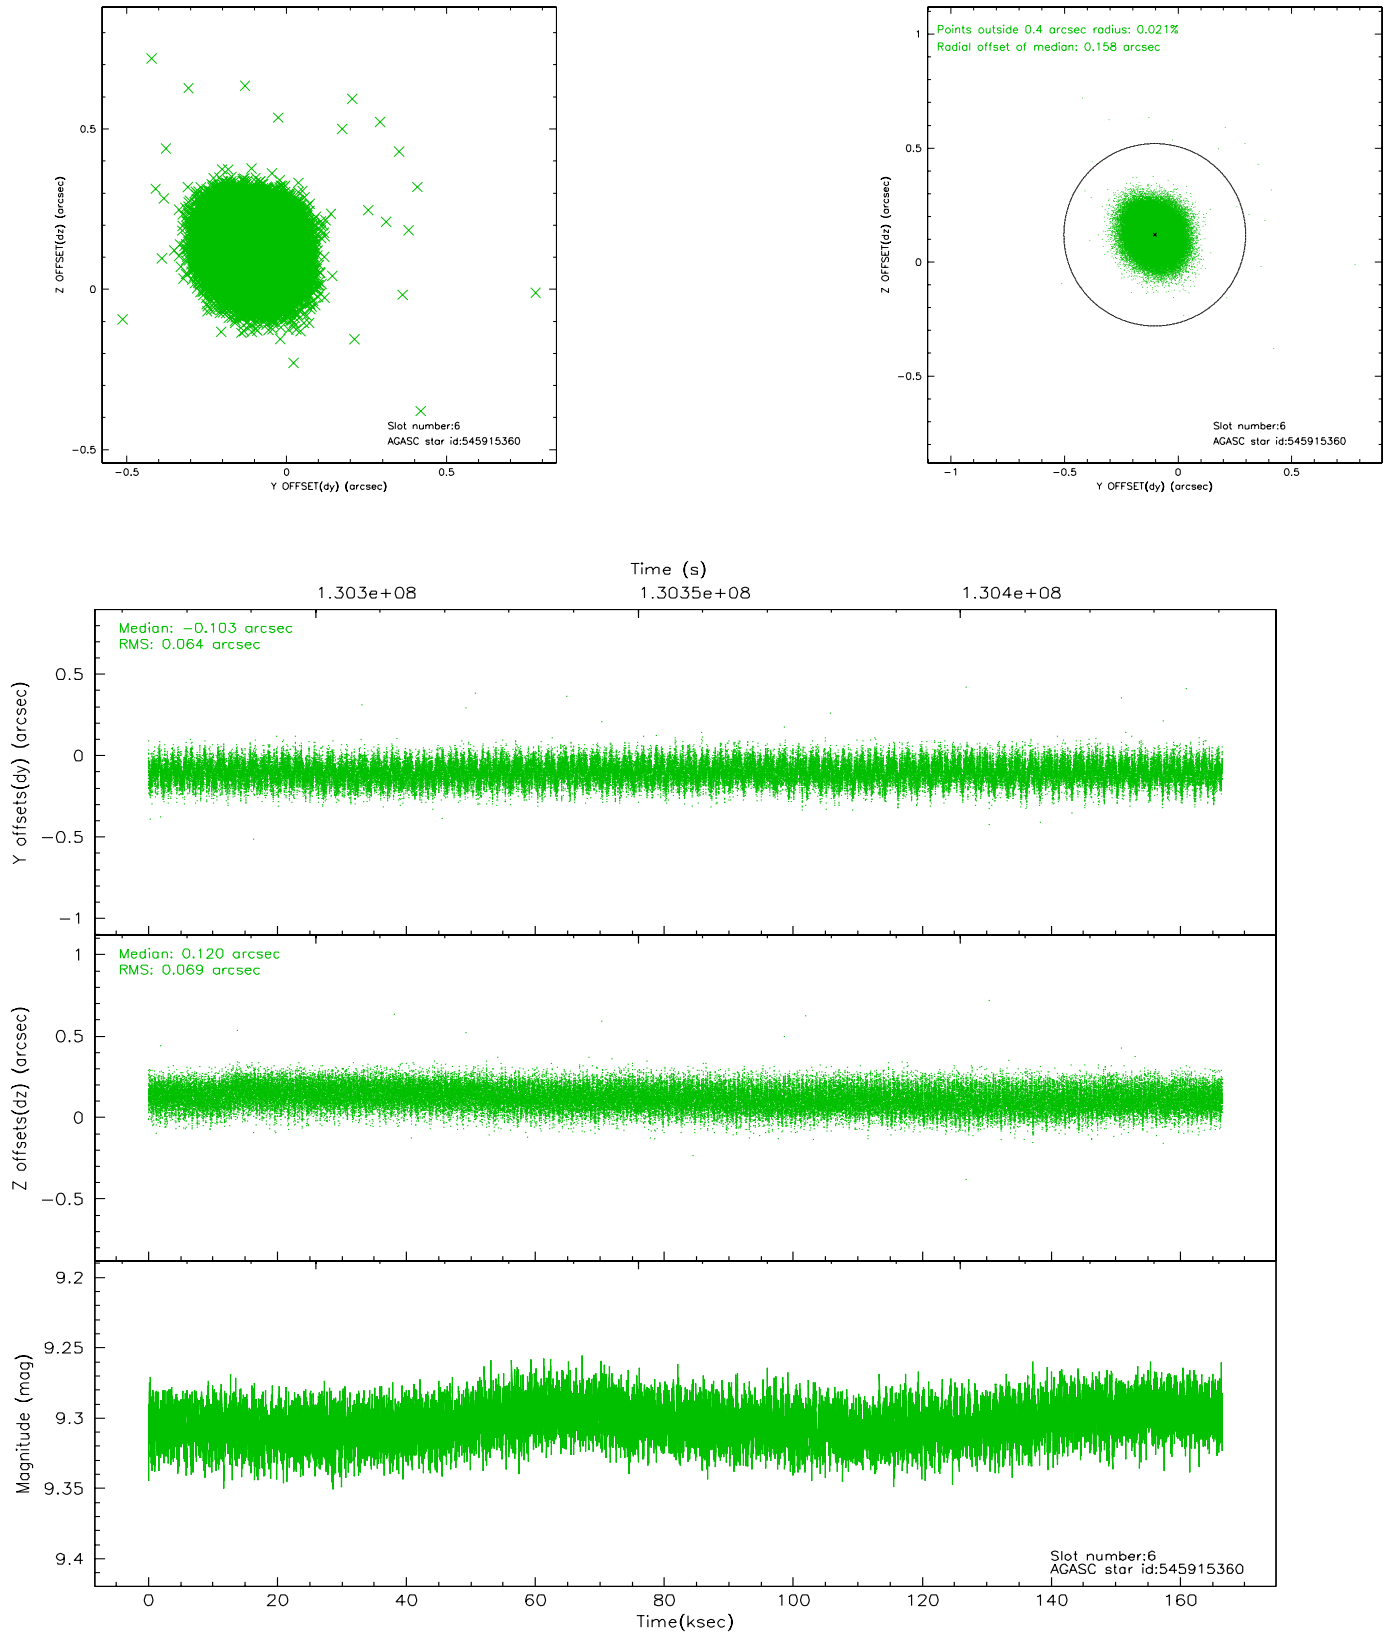 0.5
0
-0.5
Z OFFSET(dz) (arcsec)
-0.5
0
0.5
Y OFFSET(dy) (arcsec)
Slot number:6
AGASC star id:545915360
Points outside 0.4 arcsec radius: 0.021%
Radial offset of median: 0.158 arcsec
1
0.5
0
-0.5
Z OFFSET(dz) (arcsec)
-1
-0.5
0
0.5
Y OFFSET(dy) (arcsec)
Slot number:6
AGASC star id:545915360
Time (s)
1.303e+08
1.3035e+08
1.304e+08
Median: -0.103 arcsec
RMS: 0.064 arcsec
0.5
0
-0.5
-1
Y offsets(dy) (arcsec)
Median: 0.120 arcsec
RMS: 0.069 arcsec
1
0.5
0
-0.5
Z offsets(dz) (arcsec)
9.2
9.25
9.3
9.35
9.4
Magnitude (mag)
Slot number:6
AGASC star id:545915360
0
20
40
60
80
100
120
140
160
Time(ksec)